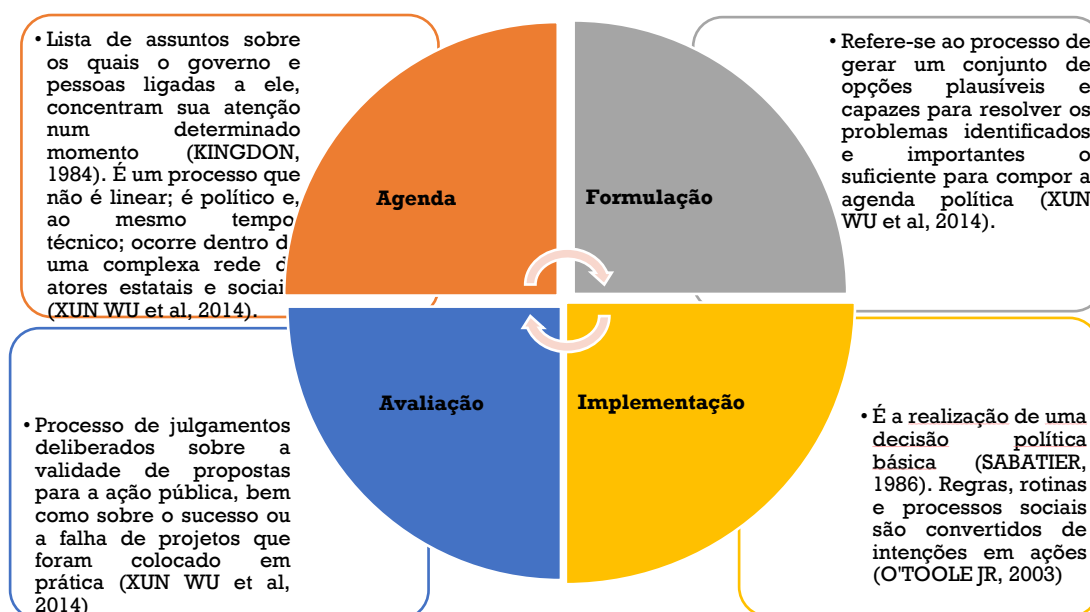 • Lista de assuntos sobre
os quais o governo e
pessoas ligadas a ele,
concentram sua atenção
num determinado
momento (KINGDON,
1984). É um processo que
não é linear; é político e,
ao mesmo tempo
técnico; ocorre dentro d
uma complexa rede d
atores estatais e sociai
(XUN WU et al, 2014).
Agenda
Formulação
• Refere-se ao processo de
gerar um conjunto de
opções plausíveis e
capazes para resolver os
problemas identificados
e importantes o
suficiente para compor a
agenda política (XUN
WU et al, 2014).
Avaliação
Implementação
• Processo de julgamentos
deliberados sobre a
validade de propostas
para a ação pública, bem
como sobre o sucesso ou
a falha de projetos que
foram colocado em
prática (XUN WU et al,
2014)
• É a realização de uma
decisão política
básica (SABATIER,
1986). Regras, rotinas
e processos sociais
são convertidos de
intenções em ações
(O'TOOLE JR, 2003)